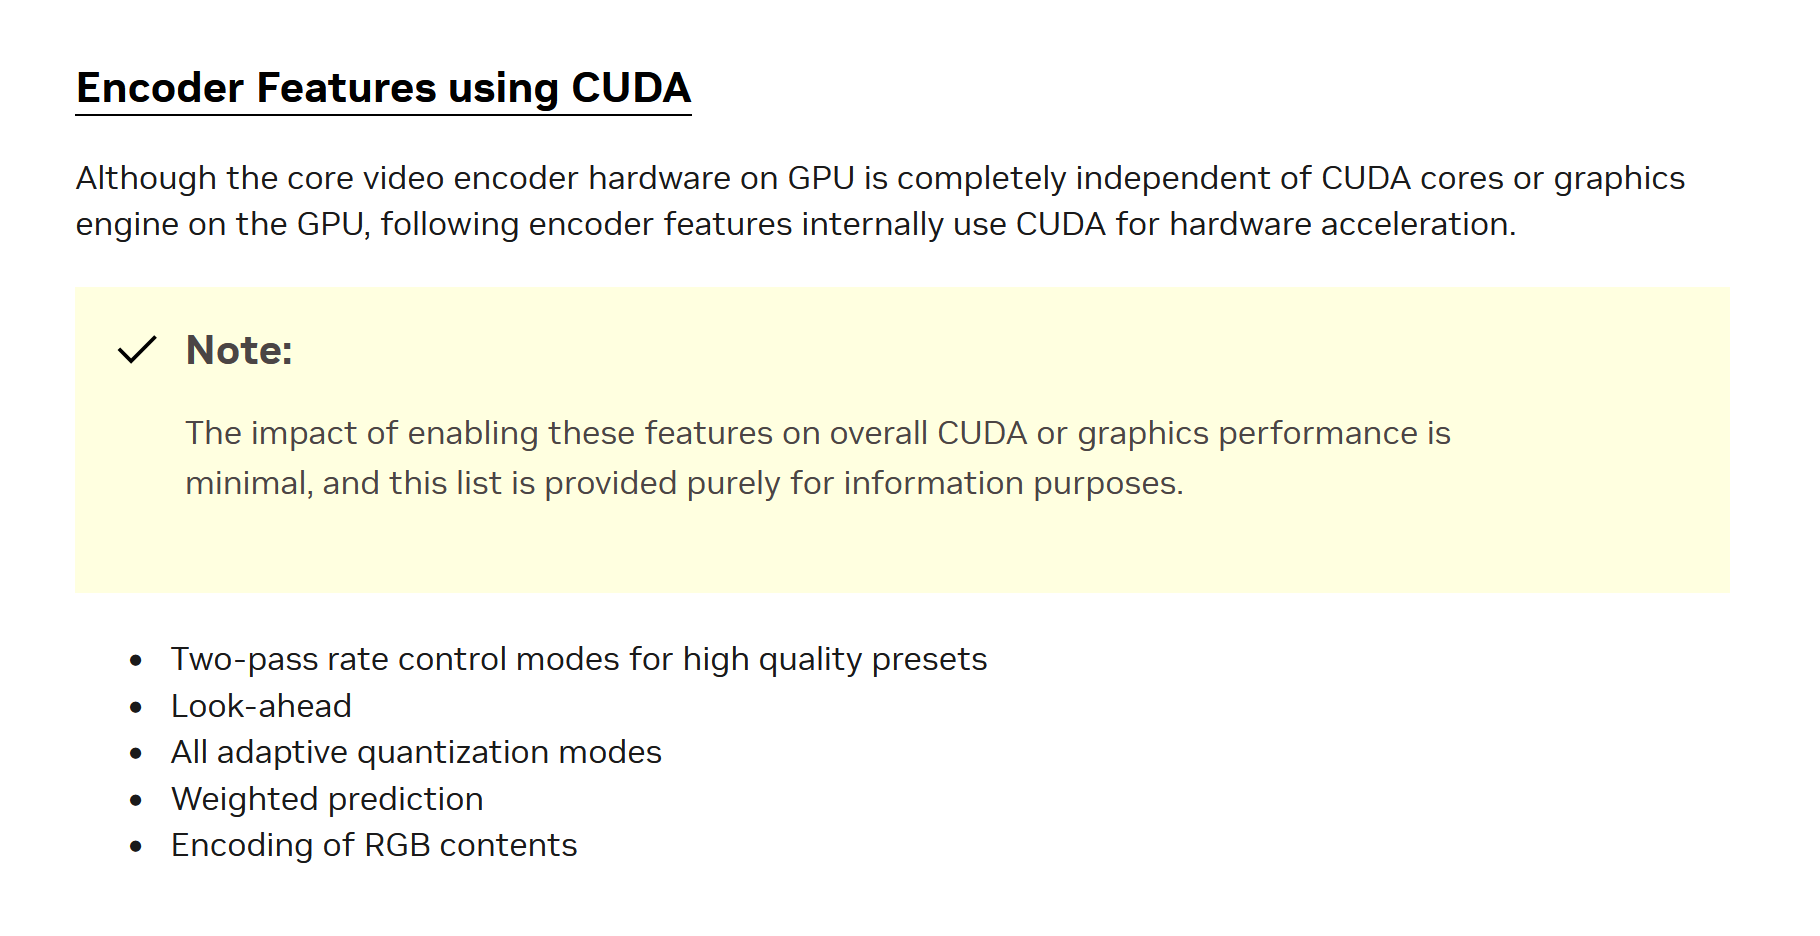 Encoder Features using CUDA
Although the core video encoder hardware on GPU is completely independent of CUDA cores or graphics
engine on the GPU, following encoder features internally use CUDA for hardware acceleration.
Note:
The impact of enabling these features on overall CUDA or graphics performance is
minimal, and this list is provided purely for information purposes.
• Two-pass rate control modes for high quality presets
• Look-ahead
• All adaptive quantization modes
• Weighted prediction
• Encoding of RGB contents